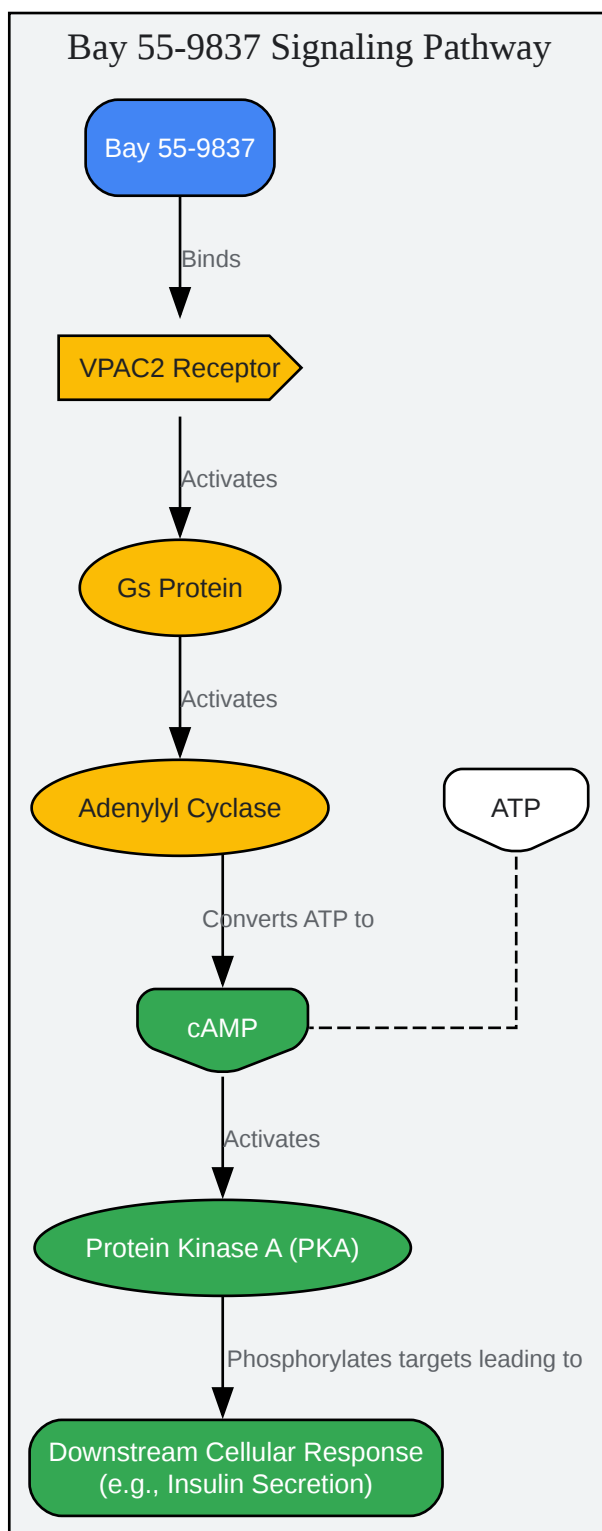 Bay 55-9837 Signaling Pathway
Bay 55-9837
Binds
VPAC2 Receptor
Activates
Gs Protein
Activates
Adenylyl Cyclase
ATP
Converts ATP to
cAMP
Activates
Protein Kinase A (PKA)
Phosphorylates targets leading to
Downstream Cellular Response
(e.g., Insulin Secretion)